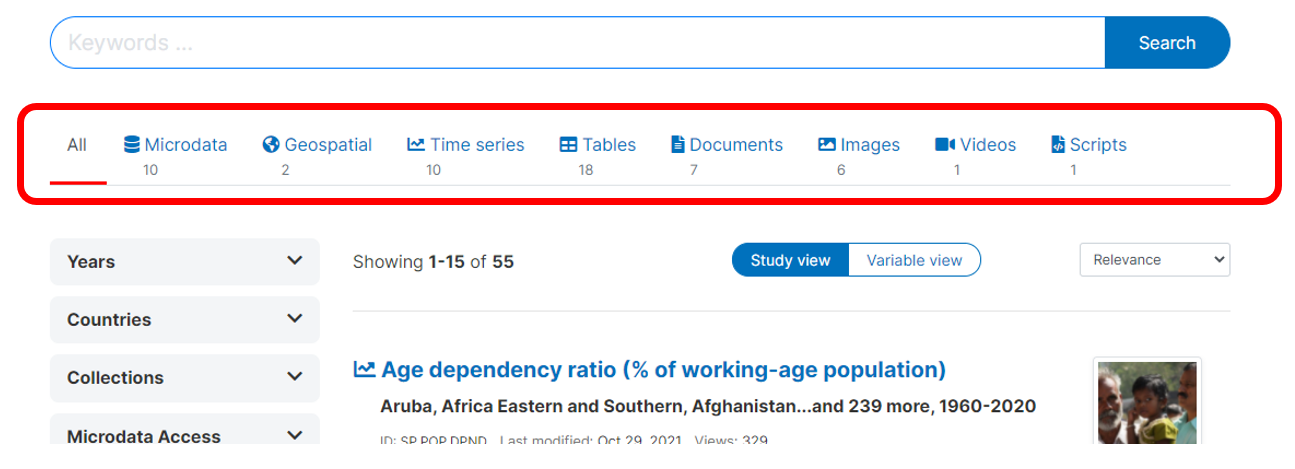 Keywords ...
Search
All
Microdata
10
Geospatial
2
Time series
10
Tables
18
Documents
7
Images
6
Videos
1
Scripts
1
Years
Countries
Collections
Microdata Access
Showing 1-15 of 55
Study view
Variable view
Relevance
Age dependency ratio (% of working-age population)
Aruba, Africa Eastern and Southern, Afghanistan...and 239 more, 1960-2020
ID: SP.POP.DPND Last modified: Oct 29, 2021 Views: 329